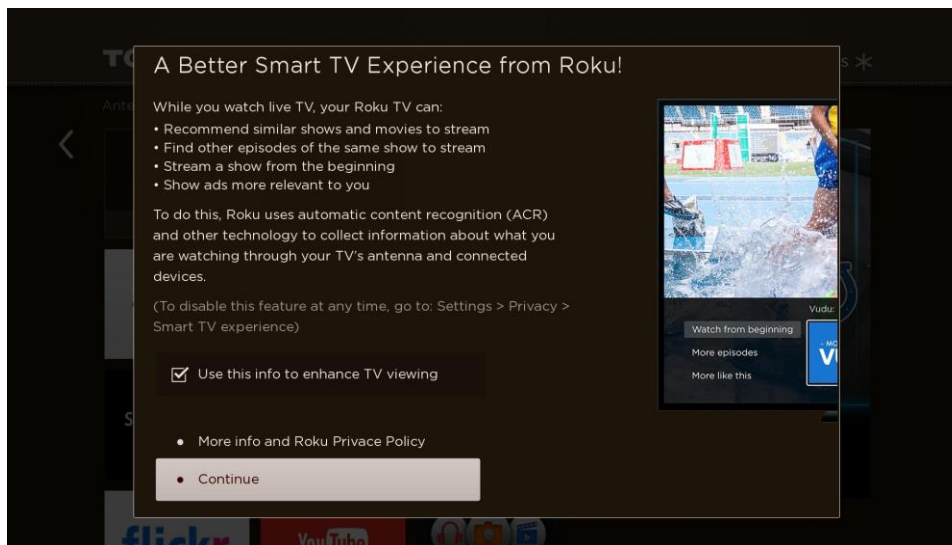 TC
s
Ante
A Better Smart TV Experience from Roku!
While you watch live TV, your Roku TV can:
• Recommend similar shows and movies to stream
• Find other episodes of the same show to stream
• Stream a show from the beginning
• Show ads more relevant to you
To do this, Roku uses automatic content recognition (ACR)
and other technology to collect information about what you
are watching through your TV's antenna and connected
devices.
(To disable this feature at any time, go to: Settings > Privacy >
Smart TV experience)
Use this info to enhance TV viewing
• More info and Roku Privace Policy
• Continue
Vudu:
Watch from beginning
More episodes
More like this
VU
S
flickr
YouTube